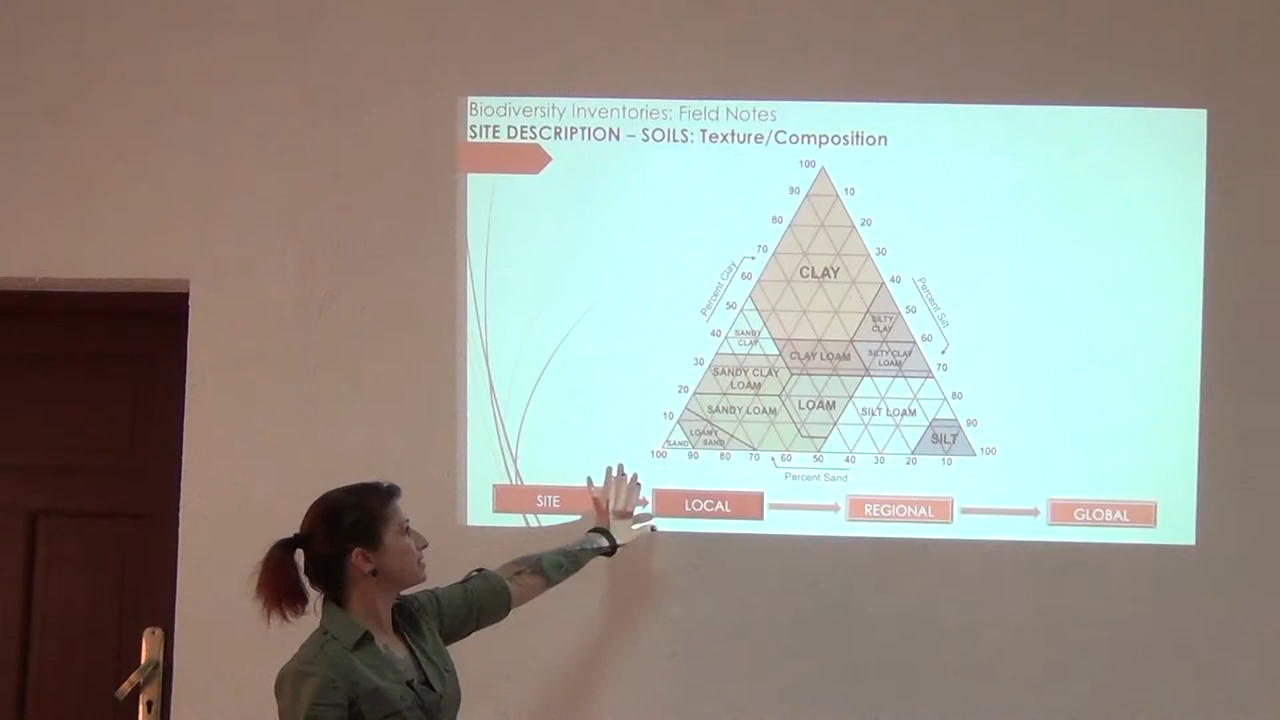 Biodiversity Inventories: Field Notes
SITE DESCRIPTION – SOILS: Texture/Composition
100
90 10
80 20
70 30
60 40
Percent Clay
Percent Silt
CLAY
50 50
40 60
SANDY
CLAY
SILTY
CLAY
30 70
CLAY LOAM
SILTY CLAY
LOAM
SANDY CLAY
LOAM
20 80
SANDY LOAM
LOAM
SILT LOAM
10 90
LOAMY
SAND
SAND
SILT
100
100 90 80 70 60 50 40 30 20 10
Percent Sand
SITE
LOCAL
REGIONAL
GLOBAL